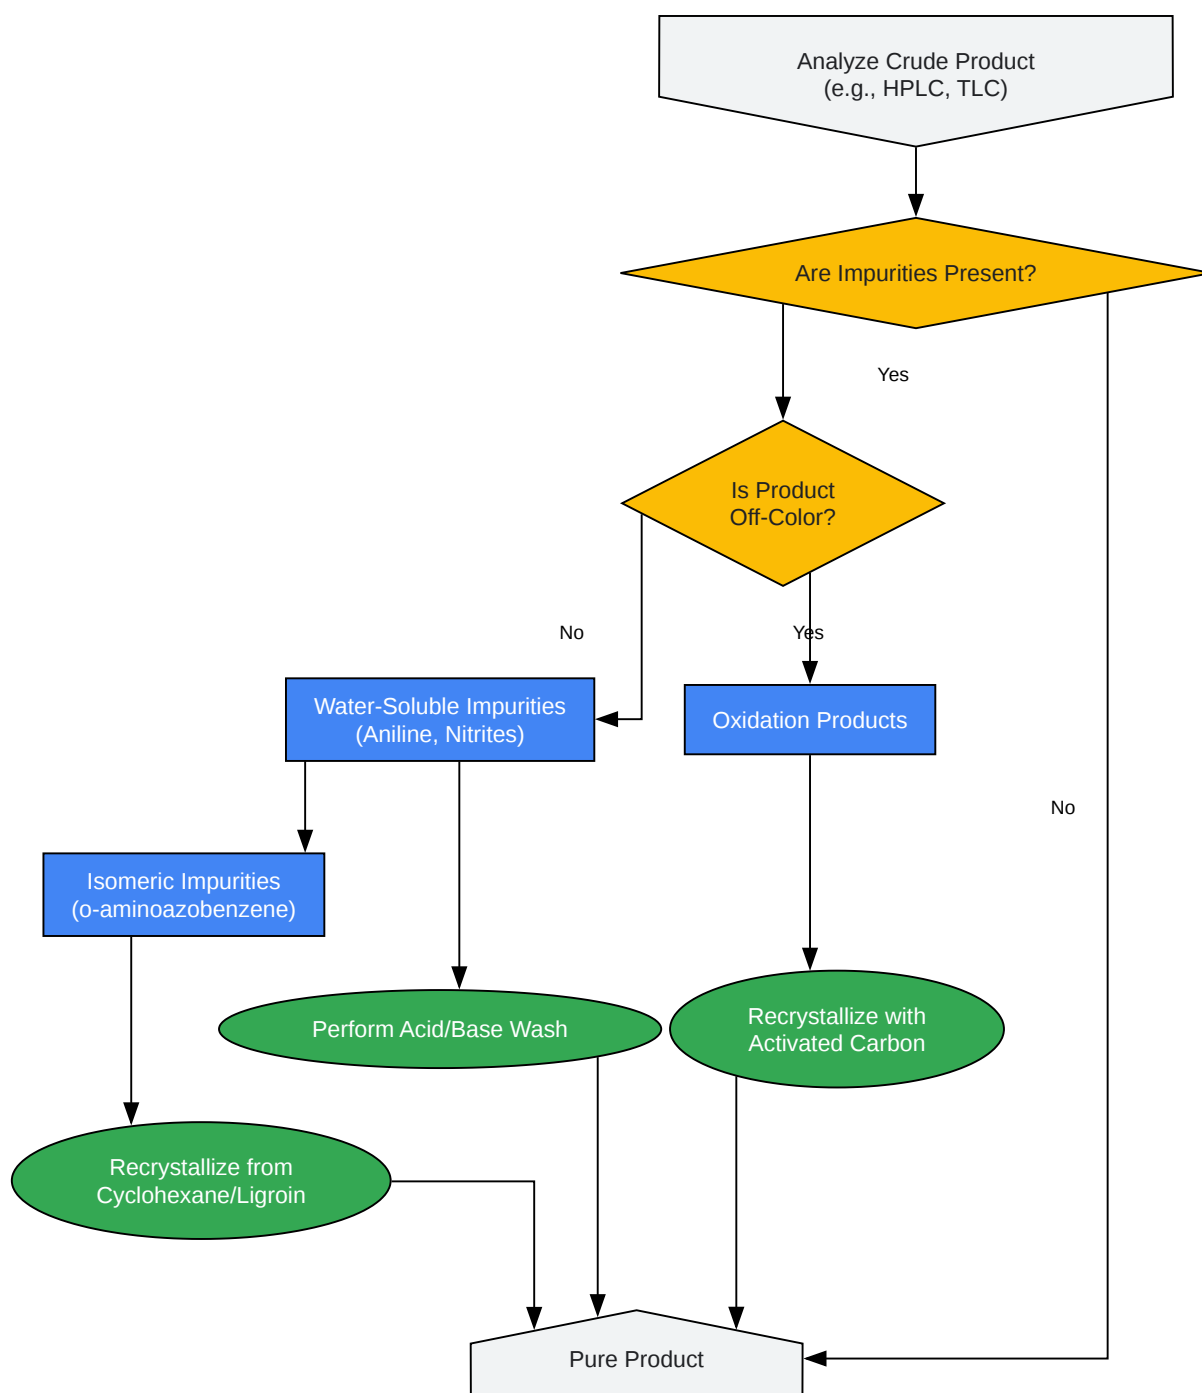 Analyze Crude Product
(e.g., HPLC, TLC)
Are Impurities Present?
Yes
Is Product
Off-Color?
No
Yes
Water-Soluble Impurities
(Aniline, Nitrites)
Oxidation Products
No
Isomeric Impurities
(o-aminoazobenzene)
Perform Acid/Base Wash
Recrystallize with
Activated Carbon
Recrystallize from
Cyclohexane/Ligroin
Pure Product